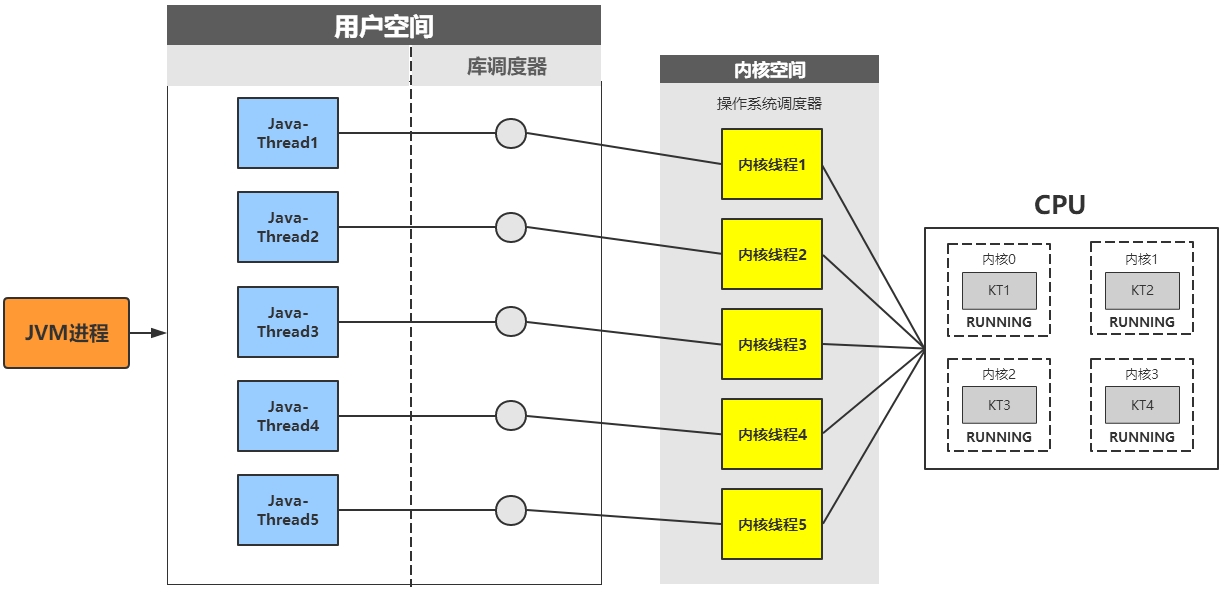 用户空间
库调度器
内核空间
操作系统调度器
Java-
Thread1
Java-
Thread2
Java-
Thread3
Java-
Thread4
Java-
Thread5
JVM进程
内核线程1
内核线程2
内核线程3
内核线程4
内核线程5
CPU
内核0
KT1
RUNNING
内核1
KT2
RUNNING
内核2
KT3
RUNNING
内核3
KT4
RUNNING